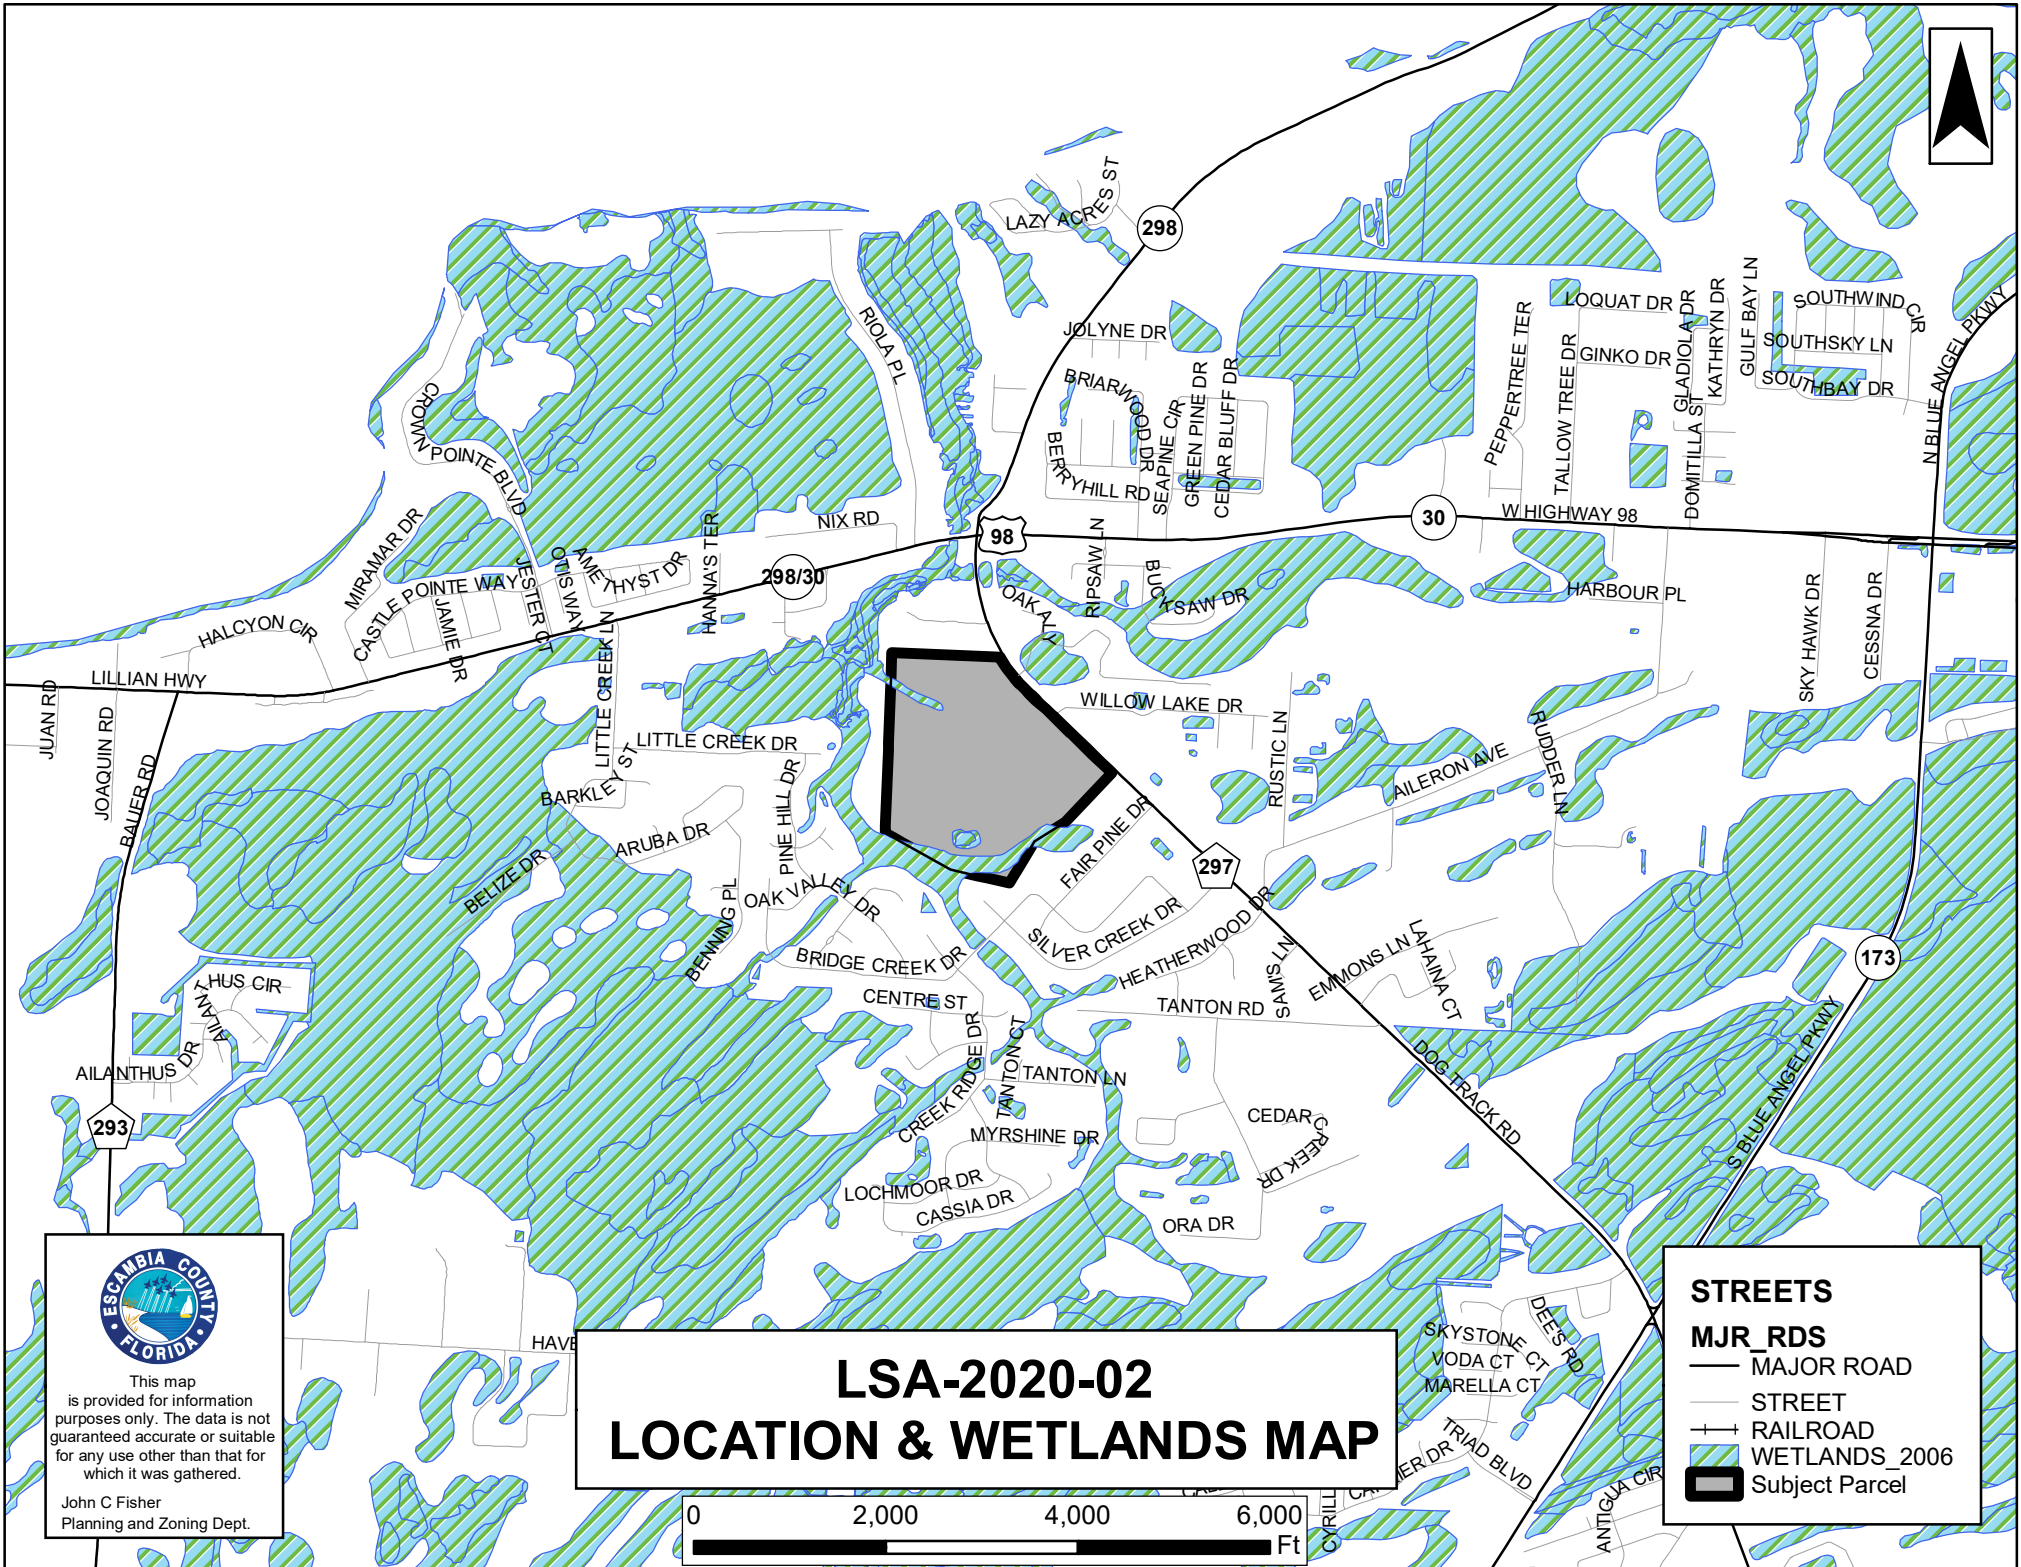 LAZY ACRES ST
298
RIOLA PL
JOLYNE DR
BRIARWOOD DR
BERRYHILL RD
SEAPINE CIR
GREEN PINE DR
CEDAR BLUFF DR
PEPPERTREE TER
LOQUAT DR
TALLOW TREE DR
GINKO DR
GLADIOLA DR
KATHRYN DR
GULF BAY LN
DOMITILLA ST
SOUTHWIND CIR
SOUTHSKY LN
SOUTHBAY DR
N BLUE ANGEL PKWY
CROWN POINTE BLVD
MIRAMAR DR
NIX RD
HANNA'S TER
98
30
W HIGHWAY 98
298/30
JESTER CT
OTIS WAY
AMETHYST DR
CASTLE POINTE WAY
JAMIE DR
HALCYON CIR
LILLIAN HWY
LITTLE CREEK LN
OAK ALY
RIPSAW LN
BUCKSAW DR
HARBOUR PL
SKY HAWK DR
CESSNA DR
JUAN RD
JOAQUIN RD
BAUER RD
LITTLE CREEK DR
BARKLEY ST
WILLOW LAKE DR
RUSTIC LN
AILERON AVE
RUDDER LN
ARUBA DR
PINE HILL DR
BELIZE DR
BENNING PL
OAK VALLEY DR
FAIR PINE DR
297
BRIDGE CREEK DR
SILVER CREEK DR
HEATHERWOOD DR
SAMS LN
EMMONS LN
LAHAINA CT
173
CENTRE ST
TANTON RD
AILANTHUS CIR
AILANTHUS DR
293
CREEK RIDGE DR
TANTON CT
TANTON LN
DOG TRACK RD
S BLUE ANGEL PKWY
MYRSHINE DR
CEDAR CREEK DR
LOCHMOOR DR
CASSIA DR
ORA DR
HAVE
SKYSTONE CT
DEE'S RD
VODA CT
MARELLA CT
TRIAD BLVD
ANTIGUA CIR
ESCAMBIA COUNTY
FLORIDA
This map
is provided for information
purposes only. The data is not
guaranteed accurate or suitable
for any use other than that for
which it was gathered.
John C Fisher
Planning and Zoning Dept.
LSA-2020-02
LOCATION & WETLANDS MAP
0 2,000 4,000 6,000
Ft
STREETS
MJR_RDS
MAJOR ROAD
STREET
RAILROAD
WETLANDS_2006
Subject Parcel